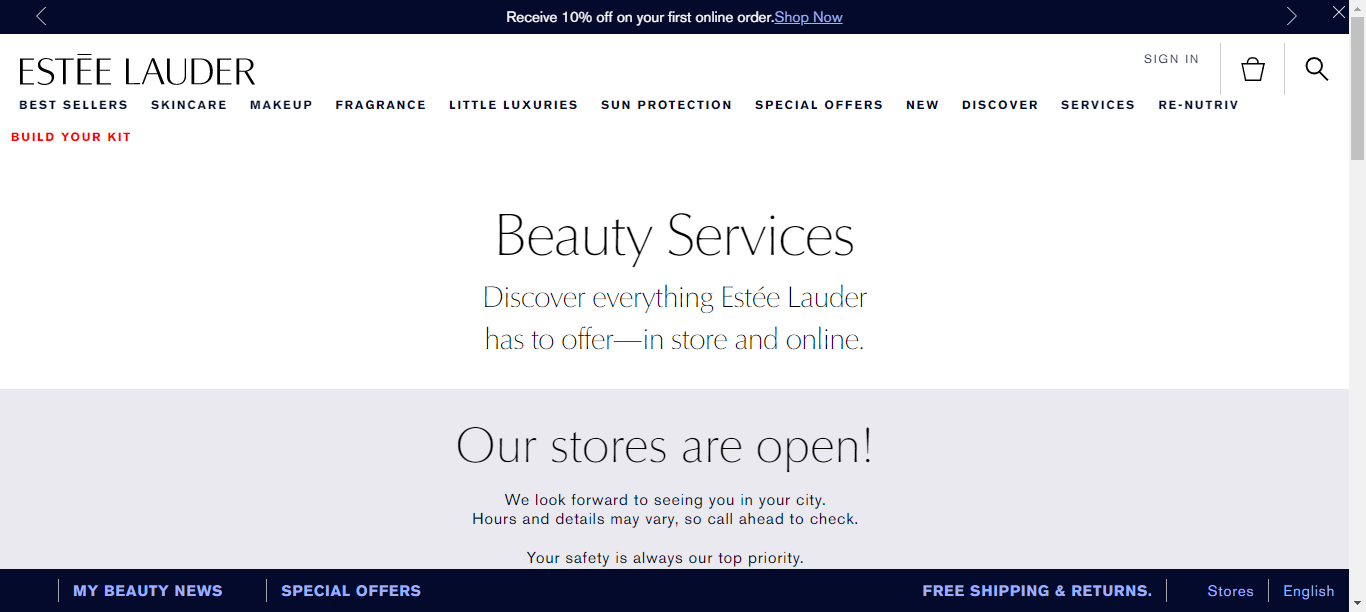 Receive 10% off on your first online order.Shop Now
SIGN IN
ESTĒE LAUDER
BEST SELLERS SKINCARE MAKEUP FRAGRANCE LITTLE LUXURIES SUN PROTECTION SPECIAL OFFERS NEW DISCOVER SERVICES RE-NUTRIV
BUILD YOUR KIT
Beauty Services
Discover everything Estée Lauder
has to offer—in store and online.
Our stores are open!
We look forward to seeing you in your city.
Hours and details may vary, so call ahead to check.
Your safety is always our top priority.
MY BEAUTY NEWS SPECIAL OFFERS FREE SHIPPING & RETURNS. Stores English